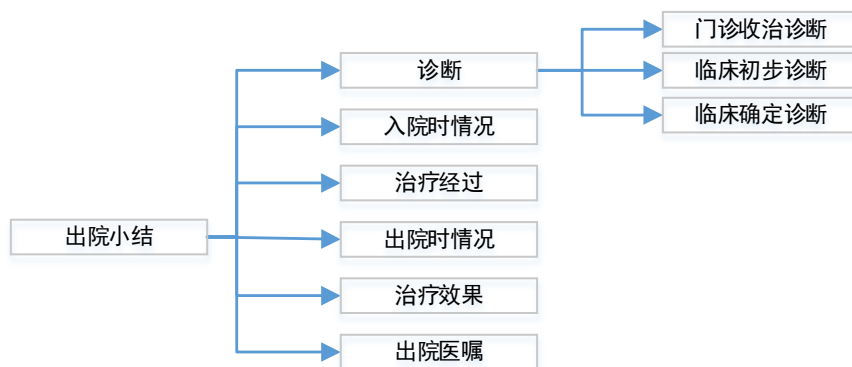 门诊收治诊断
诊断
临床初步诊断
临床确定诊断
入院时情况
治疗经过
出院小结
出院时情况
治疗效果
出院医嘱